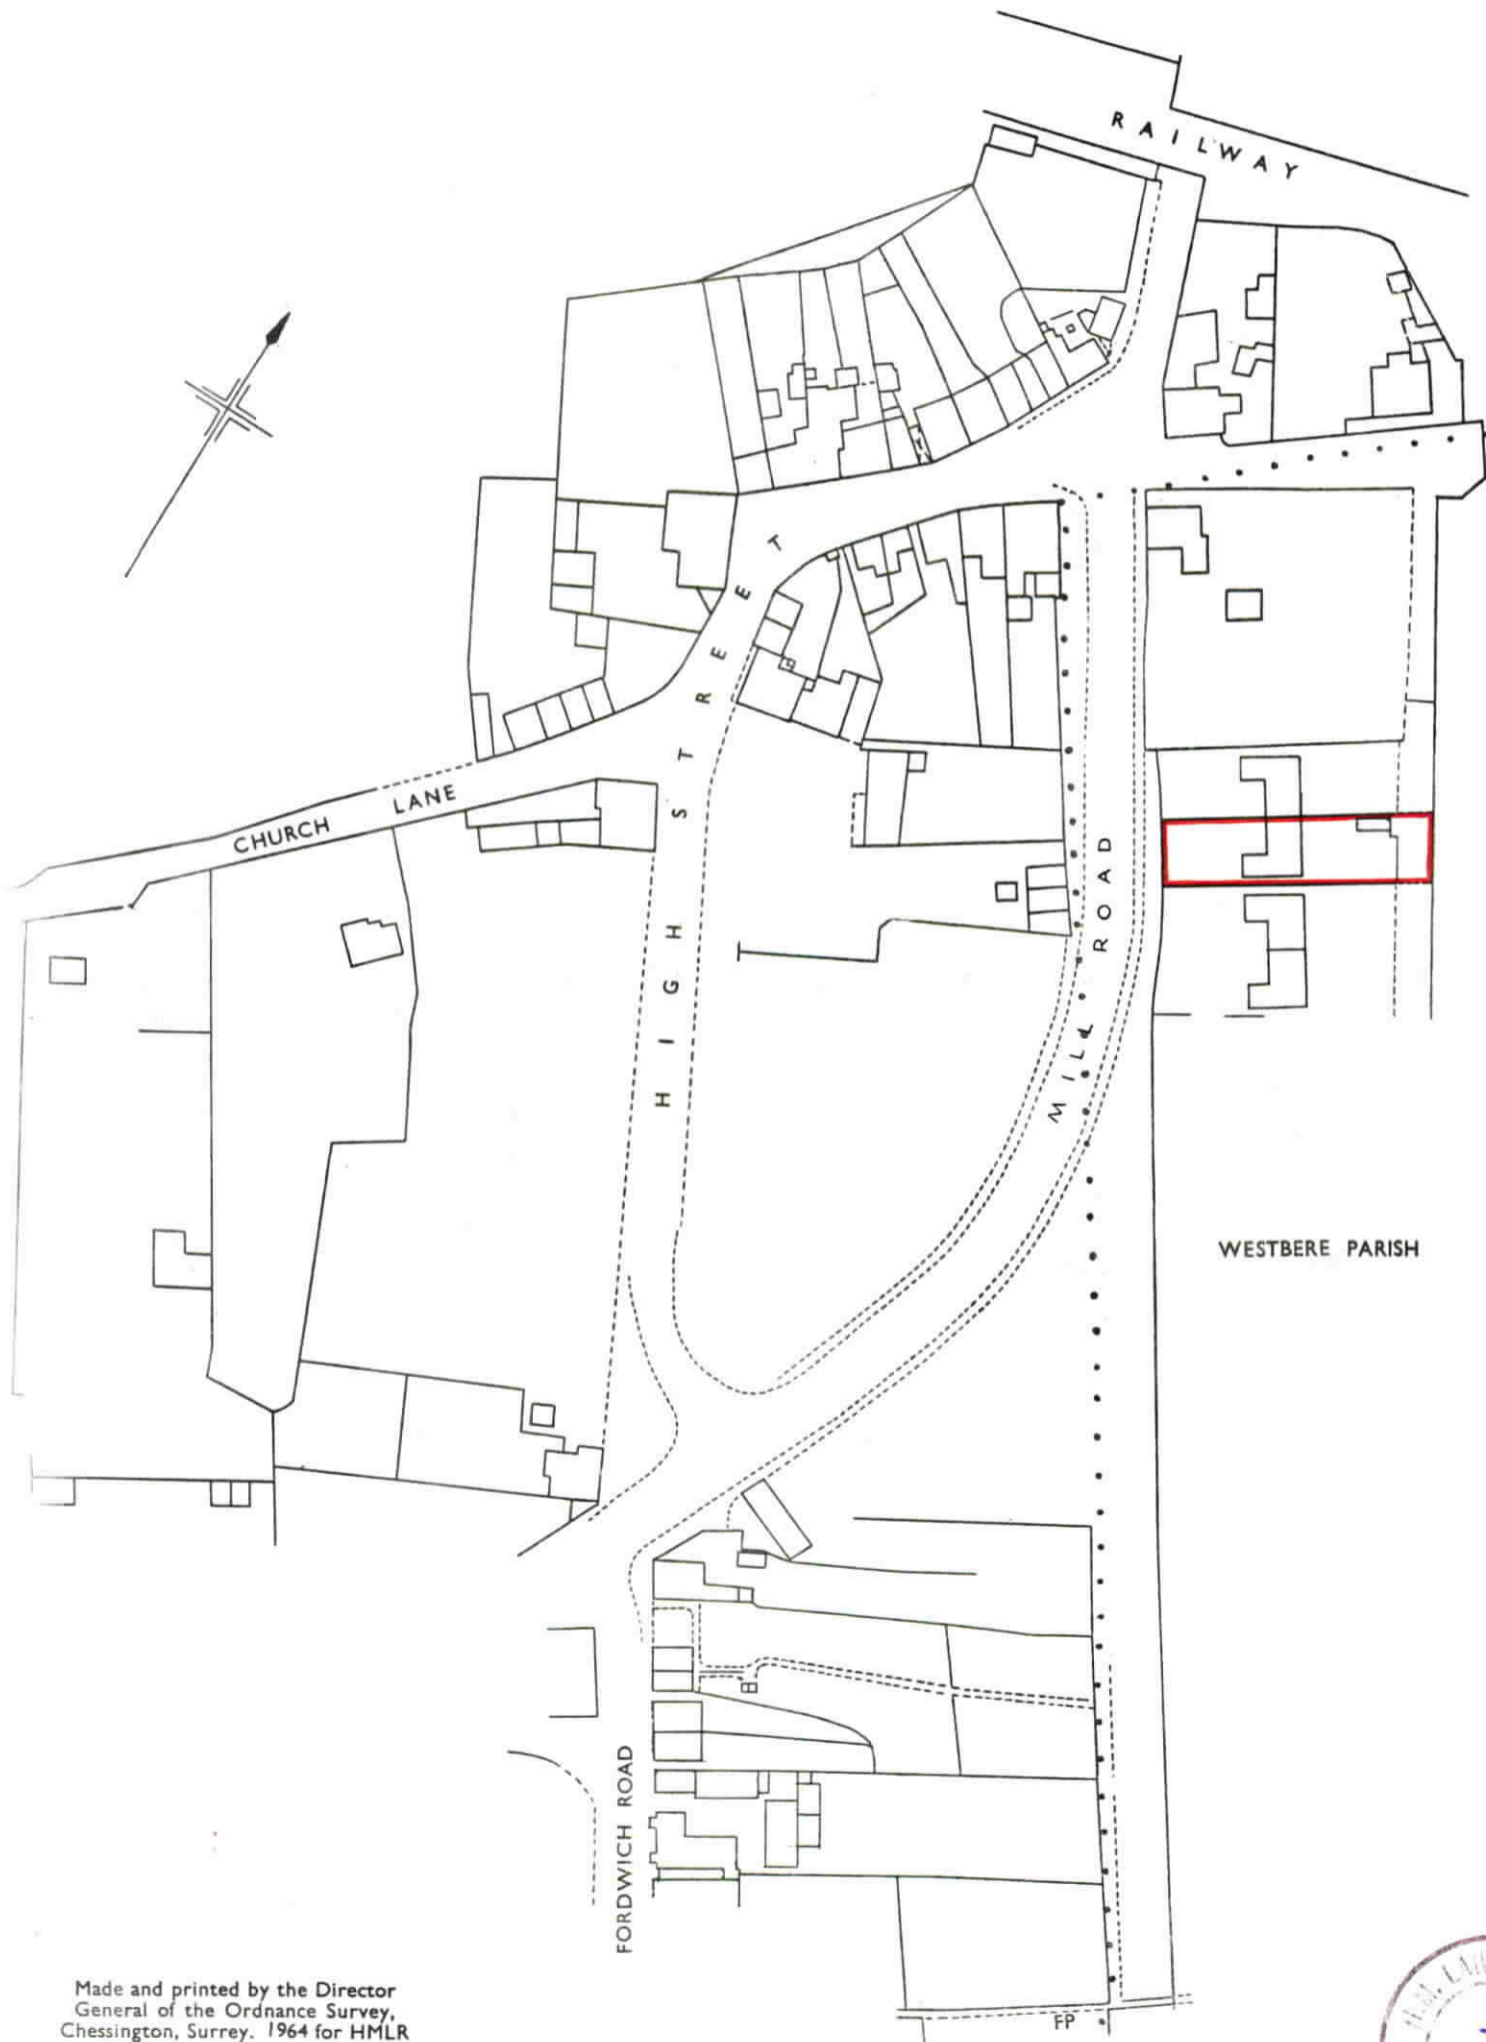 RAILWAY
HIGH STREET
CHURCH LANE
MILL ROAD
WESTBERE PARISH
FORDWICH ROAD
Made and printed by the Director
General of the Ordnance Survey,
Chessington, Surrey. 1964 for HMLR
FP